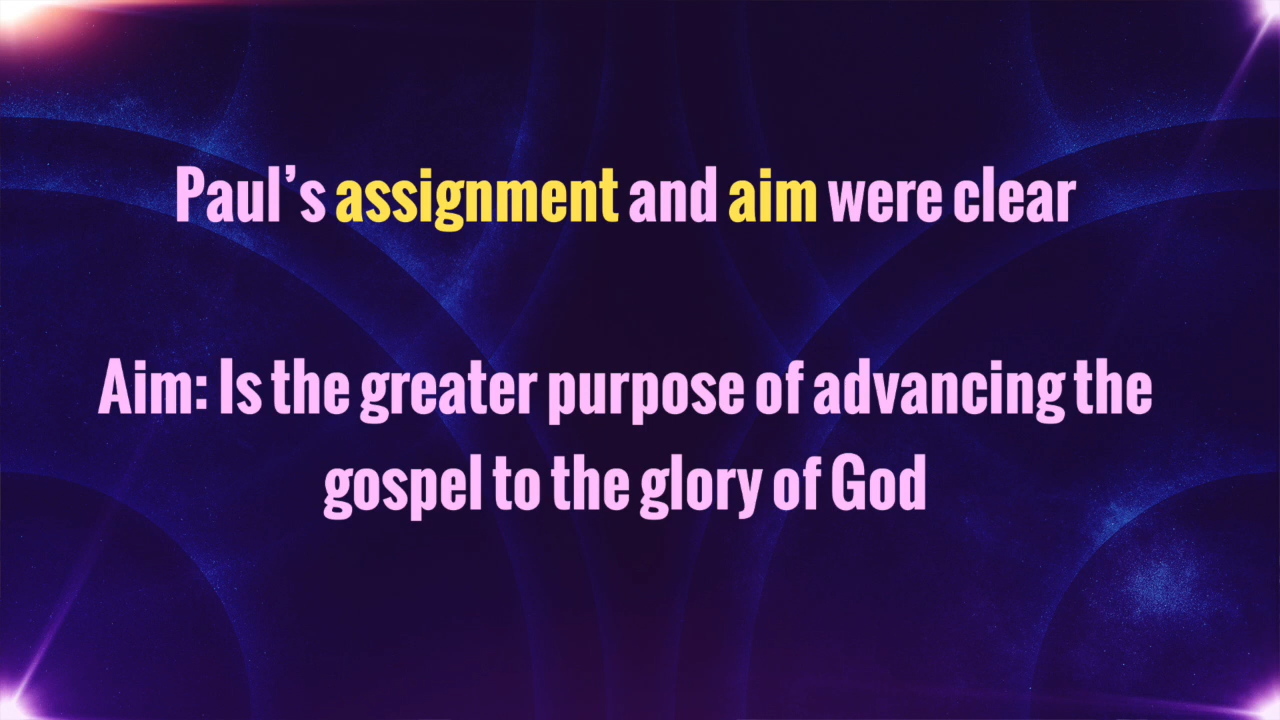 Paul’s assignment and aim were clear
Aim: Is the greater purpose of advancing the
gospel to the glory of God